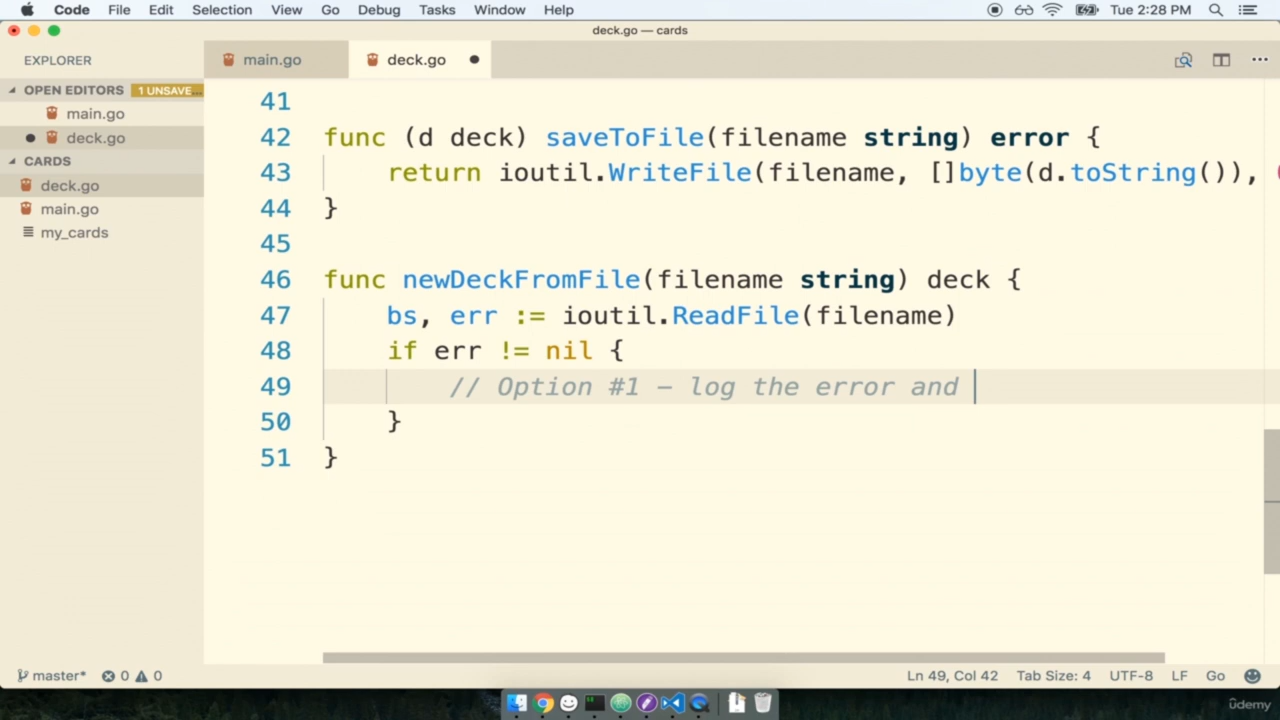 Code File Edit Selection View Go Debug Tasks Window Help Tue 2:28 PM
deck.go — cards
EXPLORER
main.go
deck.go
OPEN EDITORS
1 UNSAVE...
main.go
deck.go
CARDS
deck.go
main.go
my_cards
41
42 func (d deck) saveToFile(filename string) error {
43 return ioutil.WriteFile(filename, []byte(d.toString()),
44 }
45
46 func newDeckFromFile(filename string) deck {
47 bs, err := ioutil.ReadFile(filename)
48 if err != nil {
49 // Option #1 – log the error and
50 }
51 }
master* 0 0 Ln 49, Col 42 Tab Size: 4 UTF-8 LF Go
ûdemy